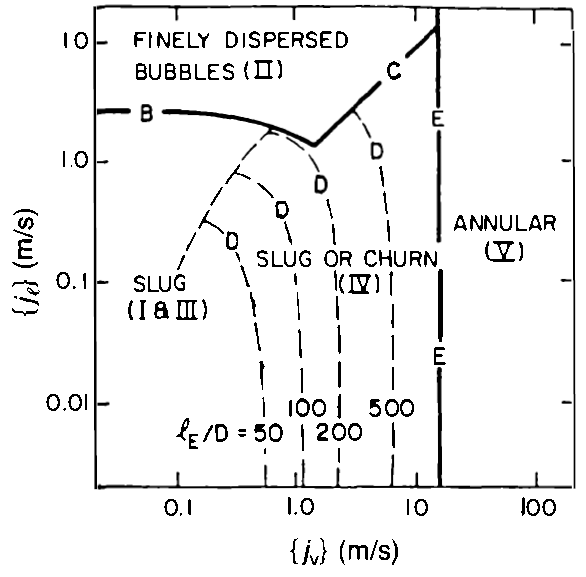 10
FINELY DISPERSED
BUBBLES (II)
C
B
E
1.0
D
D
D
ANNULAR
(V)
D
SLUG OR CHURN
(IV)
{jℓ} (m/s)
0.1
SLUG
(I & III)
E
0.01
100
500
ℓE/D = 50
200
0.1
1.0
10
100
{jv} (m/s)